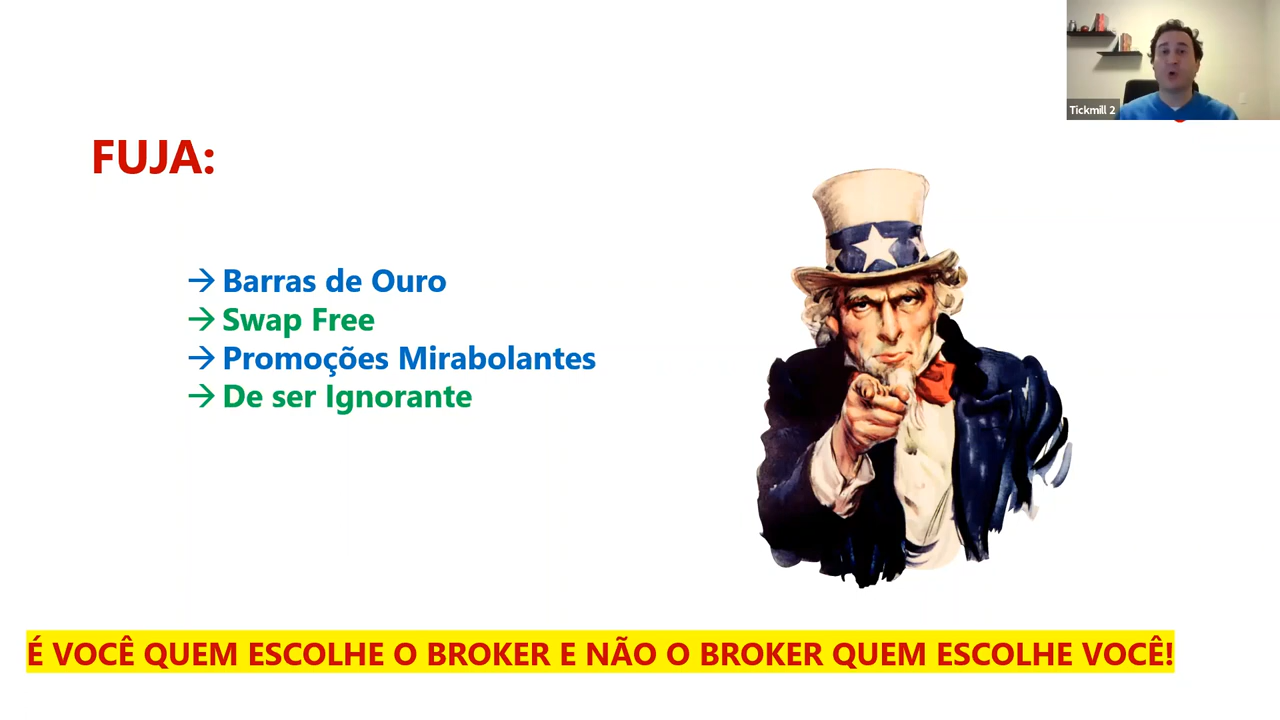 Tickmill 2
FUJA:
→ Barras de Ouro
→ Swap Free
→ Promoções Mirabolantes
→ De ser Ignorante
É VOCÊ QUEM ESCOLHE O BROKER E NÃO O BROKER QUEM ESCOLHE VOCÊ!